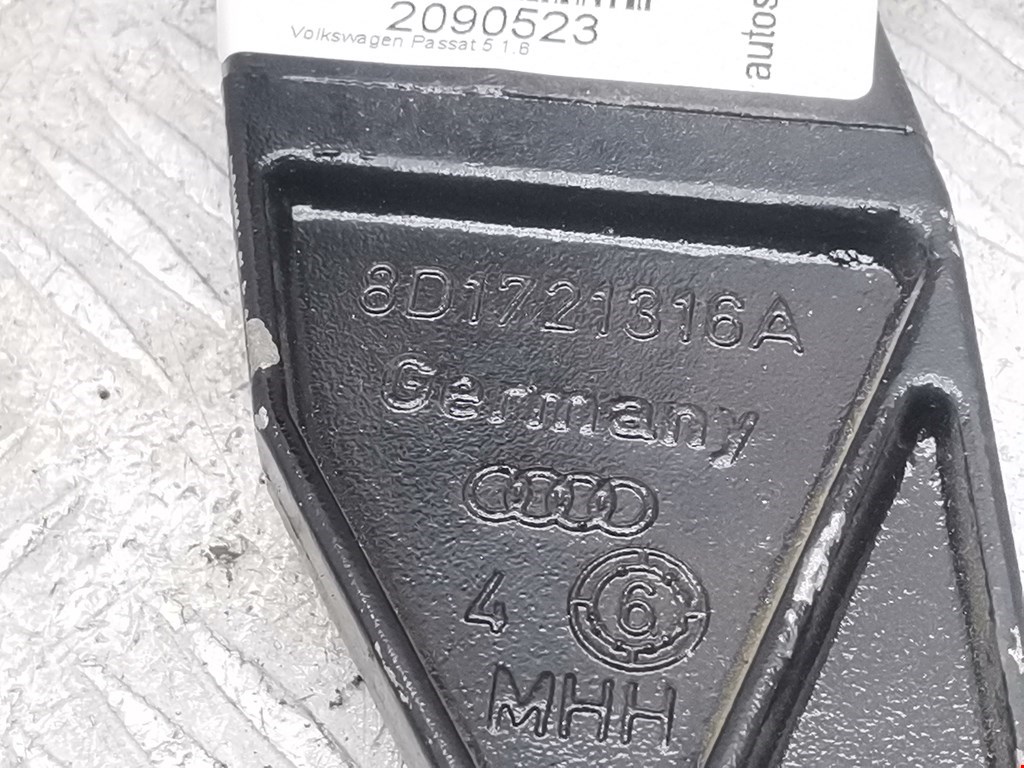 2090523
Volkswagen Passat 5 1.8
autos
8D1721316A
Germany
4 6
MHH